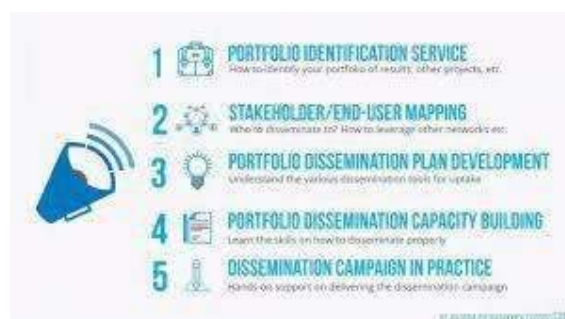 1 PORTFOLIO IDENTIFICATION SERVICE
How to identify your portfolio of results, other projects, etc.
2 STAKEHOLDER/END-USER MAPPING
Who to disseminate to? How to leverage other networks etc.
3 PORTFOLIO DISSEMINATION PLAN DEVELOPMENT
Understand the various dissemination tools for uptake
4 PORTFOLIO DISSEMINATION CAPACITY BUILDING
Learn the skills on how to disseminate properly
5 DISSEMINATION CAMPAIGN IN PRACTICE
Hands-on support on delivering the dissemination campaign